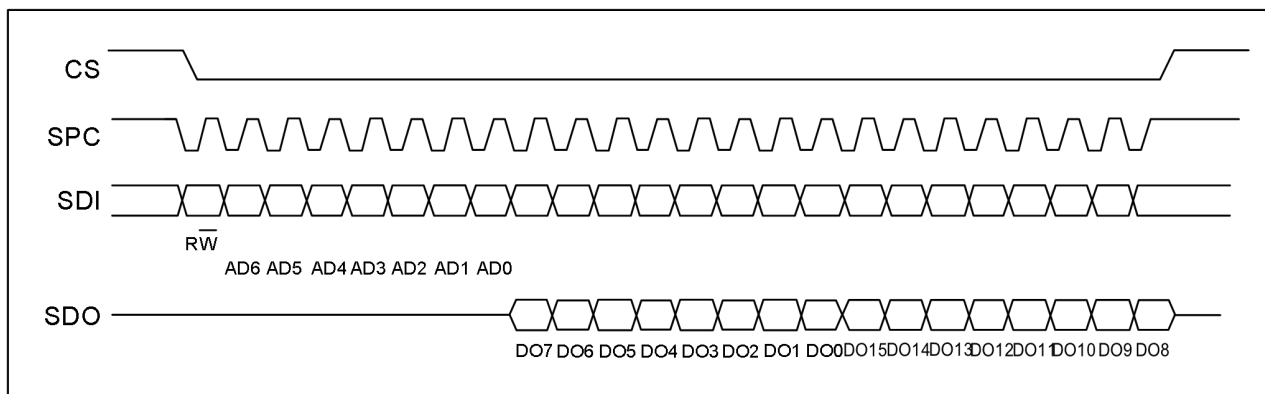 CS
SPC
SDI
RW̅
AD6 AD5 AD4 AD3 AD2 AD1 AD0
SDO
DO7 DO6 DO5 DO4 DO3 DO2 DO1 DO0 DO15 DO14 DO13 DO12 DO11 DO10 DO9 DO8